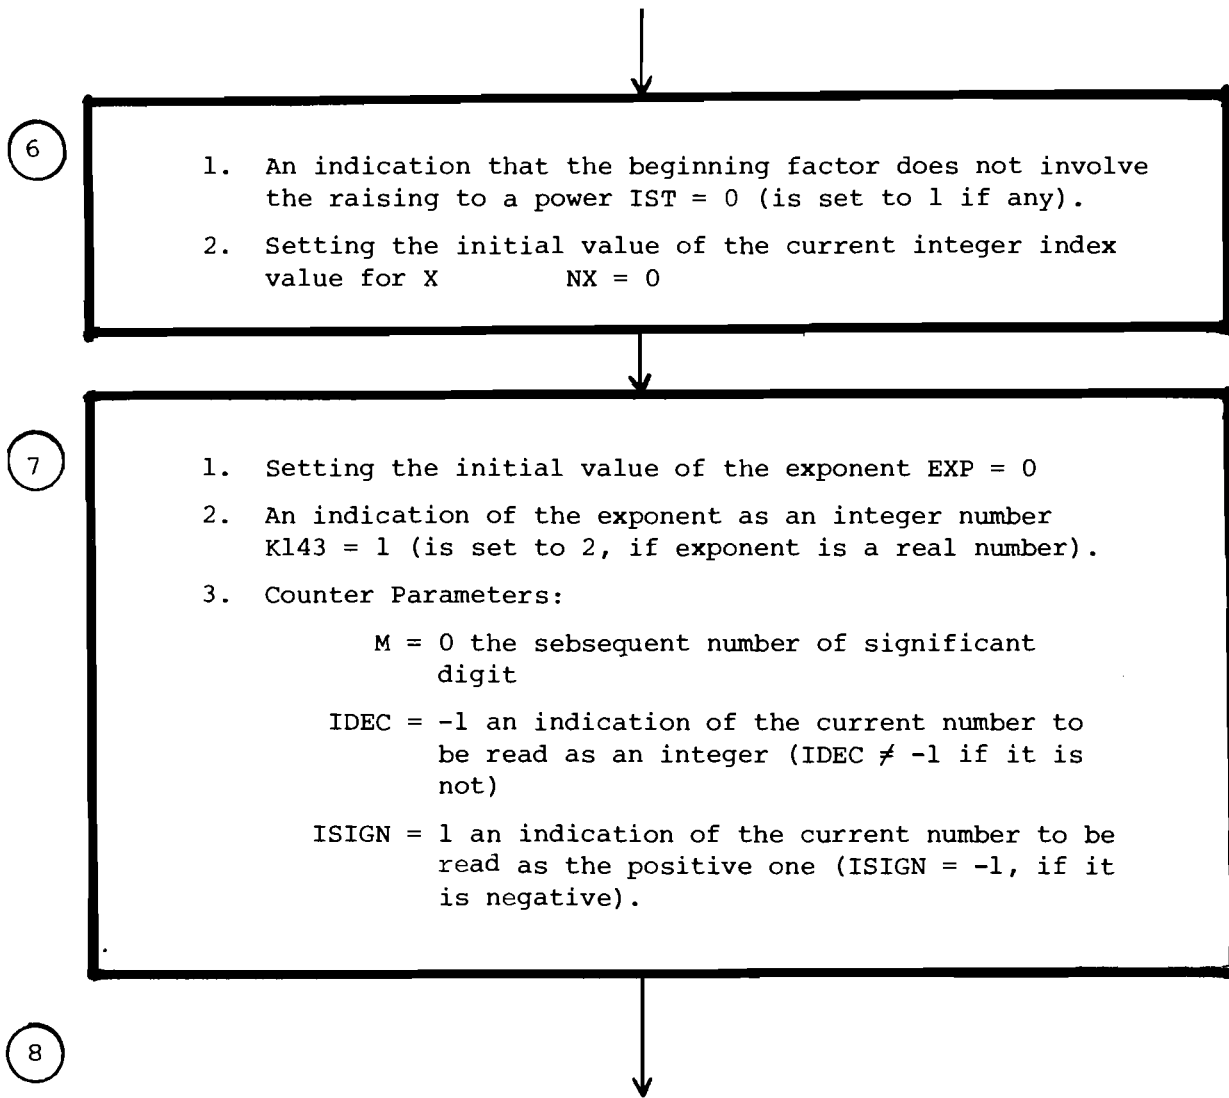 6
1. An indication that the beginning factor does not involve
the raising to a power IST = 0 (is set to 1 if any).
2. Setting the initial value of the current integer index
value for X NX = 0
7
1. Setting the initial value of the exponent EXP = 0
2. An indication of the exponent as an integer number
K143 = 1 (is set to 2, if exponent is a real number).
3. Counter Parameters:
M = 0 the sebsequent number of significant
digit
IDEC = -1 an indication of the current number to
be read as an integer (IDEC ≠ -1 if it is
not)
ISIGN = 1 an indication of the current number to be
read as the positive one (ISIGN = -1, if it
is negative).
8